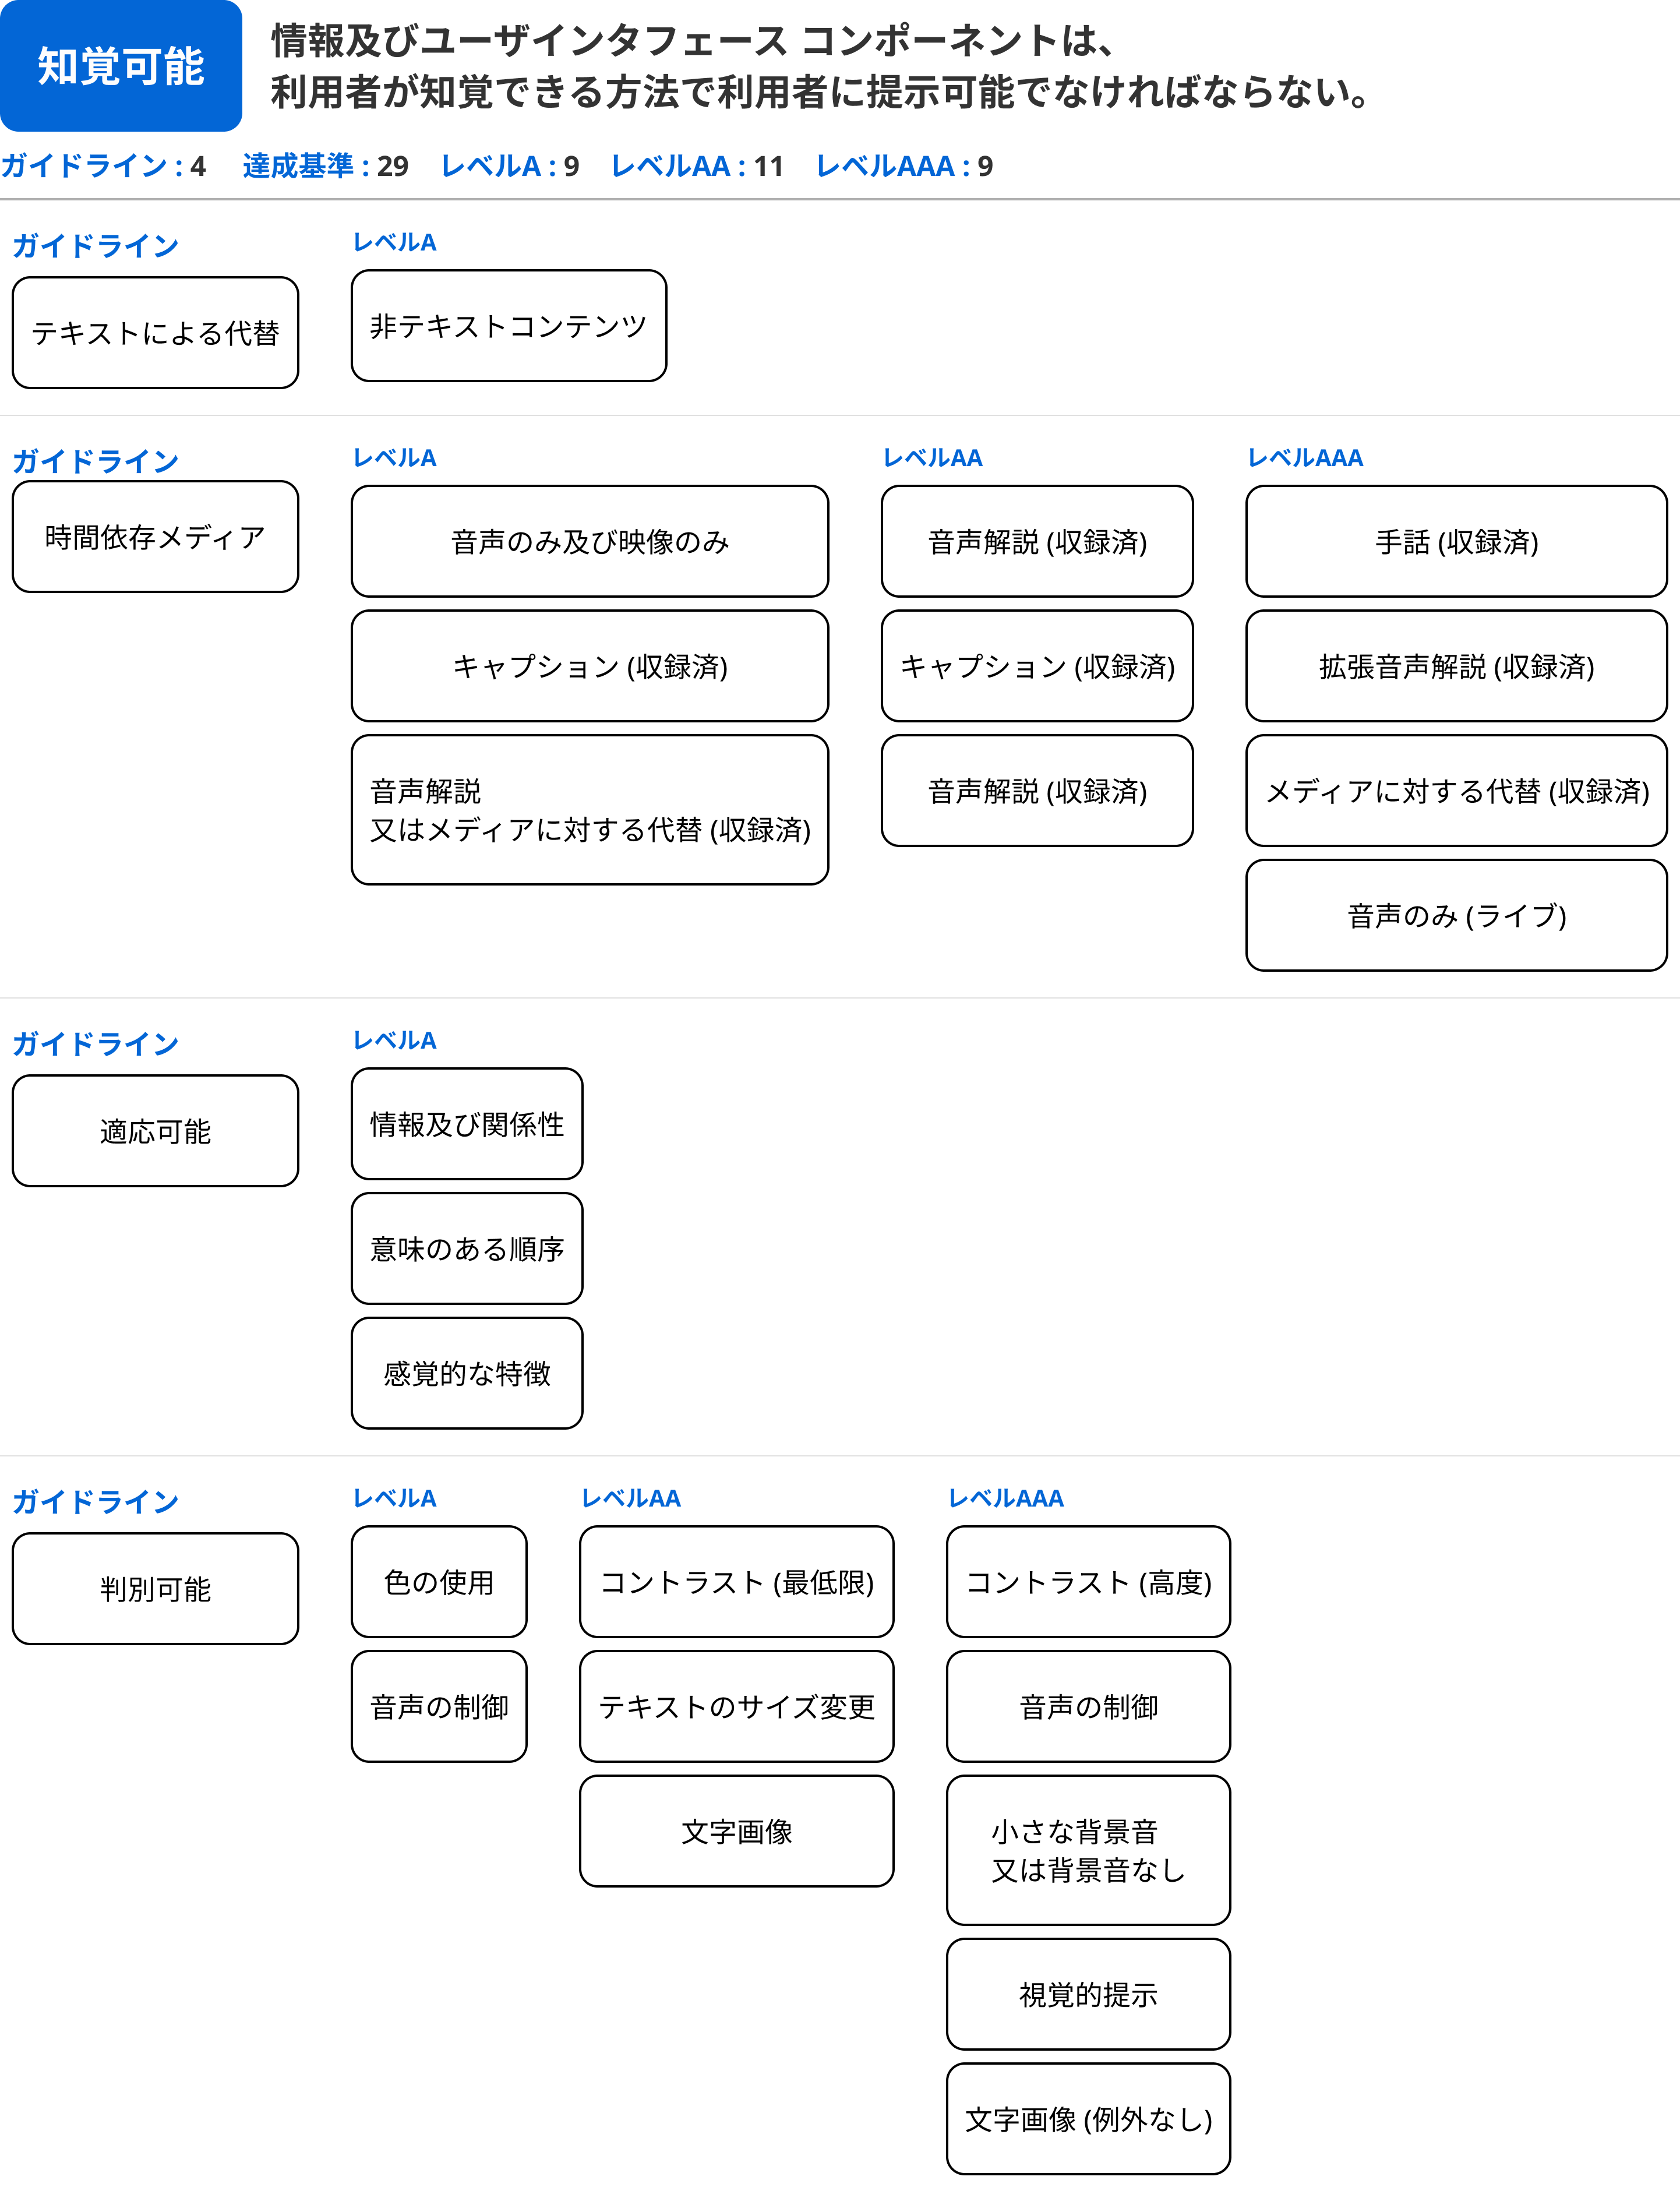 知覚可能
情報及びユーザインタフェース コンポーネントは、
利用者が知覚できる方法で利用者に提示可能でなければならない。
ガイドライン : 4 達成基準 : 29 レベルA : 9 レベルAA : 11 レベルAAA : 9
ガイドライン
テキストによる代替
レベルA
非テキストコンテンツ
ガイドライン
時間依存メディア
レベルA
音声のみ及び映像のみ
キャプション (収録済)
音声解説
又はメディアに対する代替 (収録済)
レベルAA
音声解説 (収録済)
キャプション (収録済)
音声解説 (収録済)
レベルAAA
手話 (収録済)
拡張音声解説 (収録済)
メディアに対する代替 (収録済)
音声のみ (ライブ)
ガイドライン
適応可能
レベルA
情報及び関係性
意味のある順序
感覚的な特徴
ガイドライン
判別可能
レベルA
色の使用
音声の制御
レベルAA
コントラスト (最低限)
テキストのサイズ変更
文字画像
レベルAAA
コントラスト (高度)
音声の制御
小さな背景音
又は背景音なし
視覚的提示
文字画像 (例外なし)